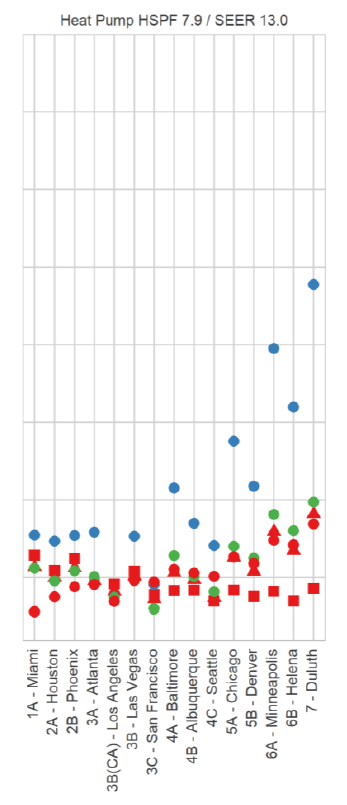 Heat Pump HSPF 7.9 / SEER 13.0
1A - Miami
2A - Houston
2B - Phoenix
3A - Atlanta
3B(CA) - Los Angeles
3B - Las Vegas
3C - San Francisco
4A - Baltimore
4B - Albuquerque
4C - Seattle
5A - Chicago
5B - Denver
6A - Minneapolis
6B - Helena
7 - Duluth